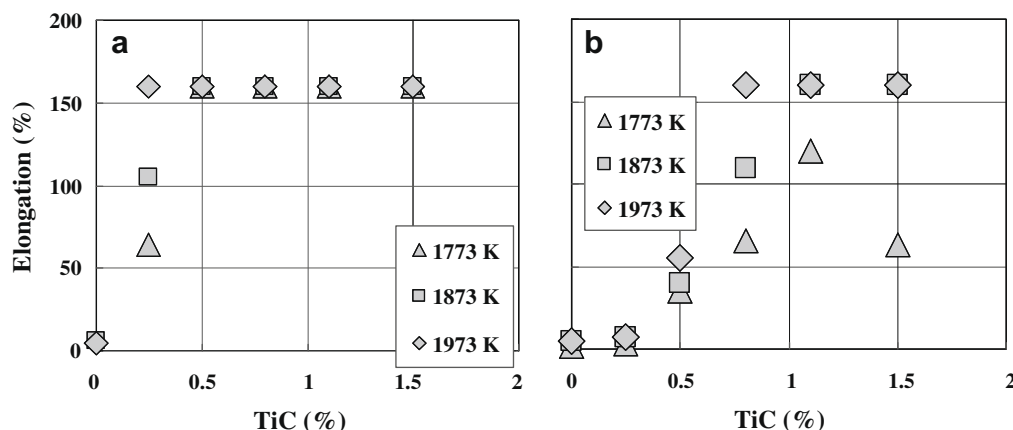 200
150
100
50
0
Elongation (%)
a
1773 K
1873 K
1973 K
0 0.5 1 1.5 2
TiC (%)
b
1773 K
1873 K
1973 K
0 0.5 1 1.5 2
TiC (%)